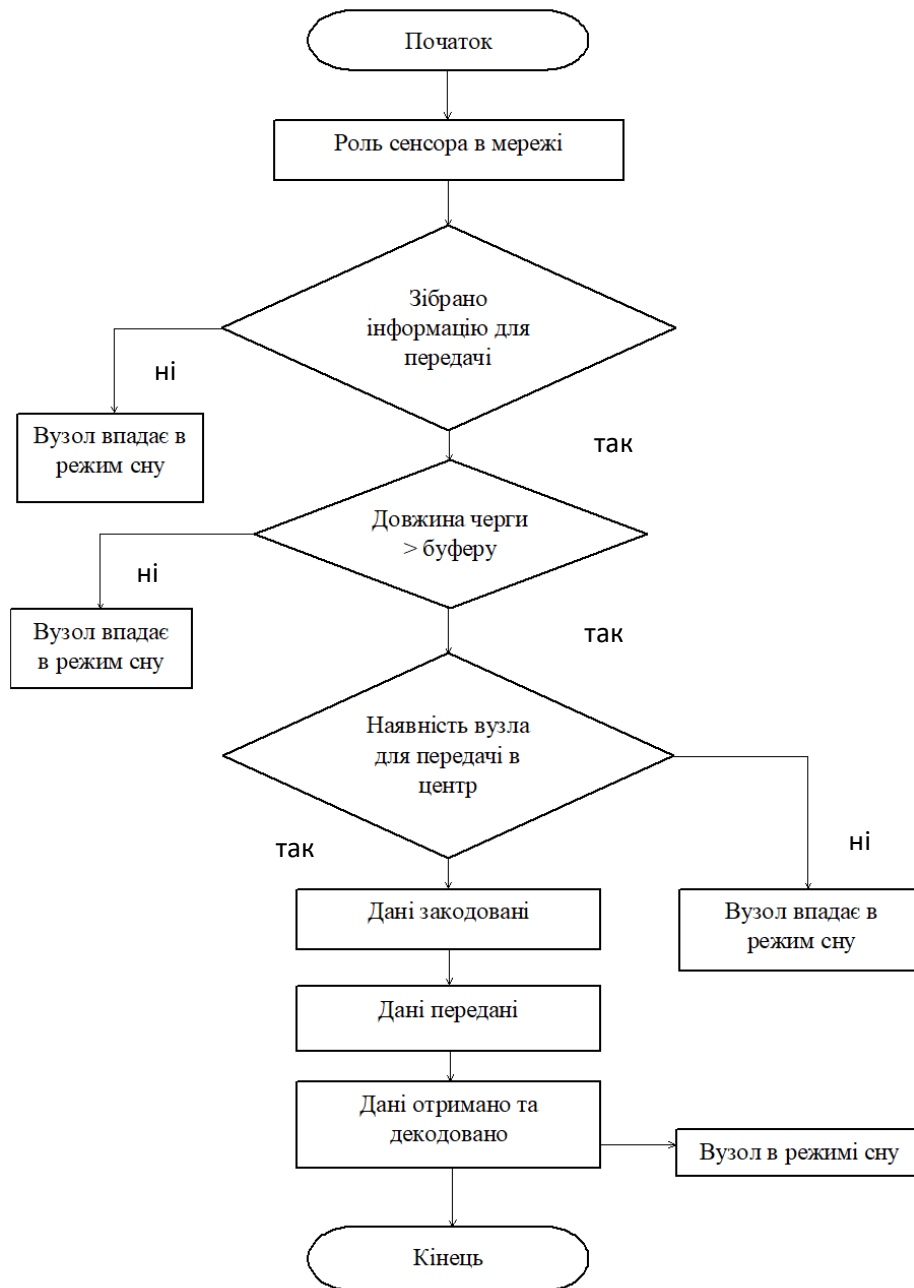 Початок
Роль сенсора в мережі
Зібрано
інформацію для
передачі
ні
так
Вузол впадає в
режим сну
Довжина черги
> буферу
ні
так
Вузол впадає
в режим сну
Наявність вузла
для передачі в
центр
так
ні
Дані закодовані
Вузол впадає в
режим сну
Дані передані
Дані отримано та
декодовано
Вузол в режимі сну
Кінець